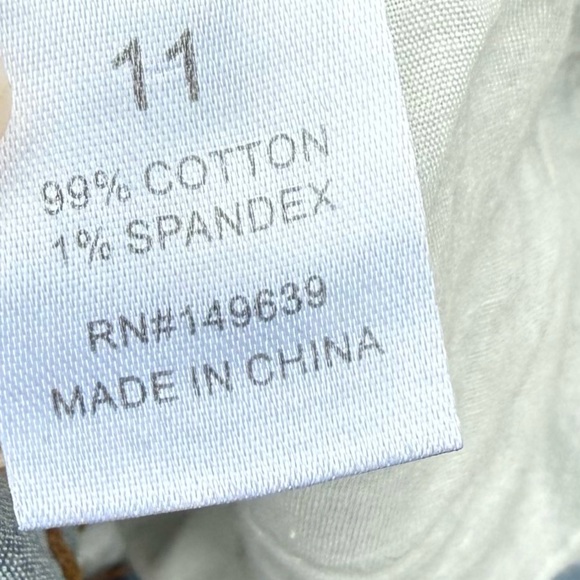 11
99% COTTON
1% SPANDEX
RN#149639
MADE IN CHINA